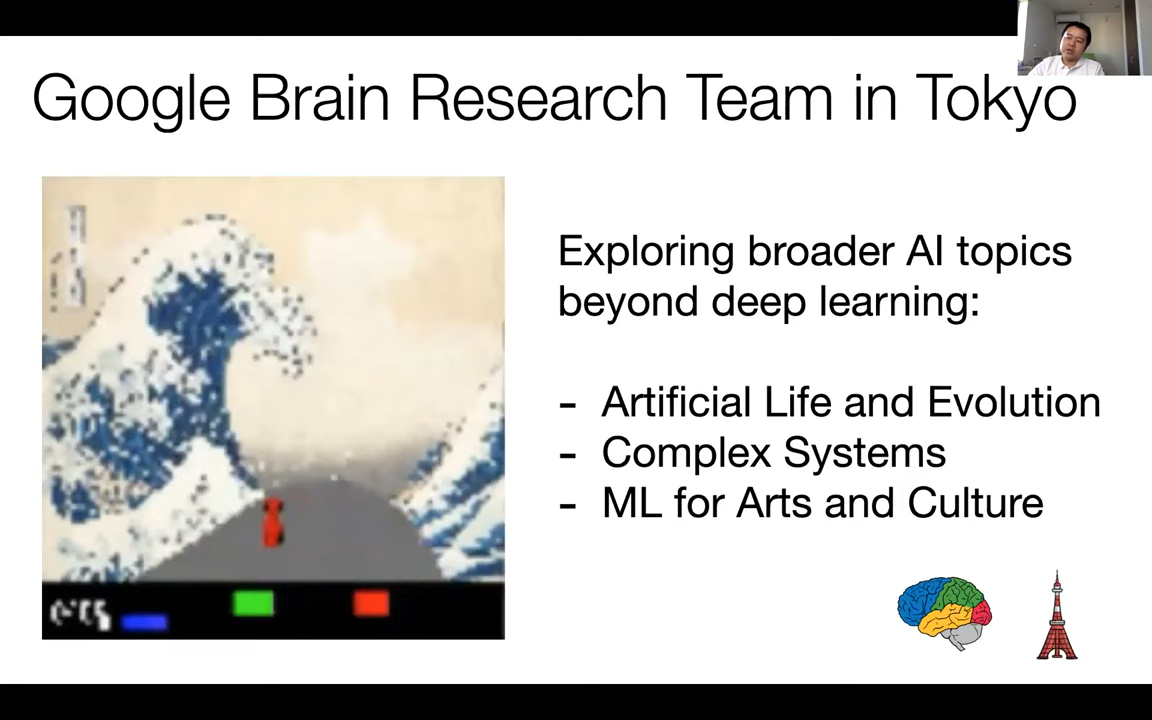 Google Brain Research Team in Tokyo
Exploring broader AI topics
beyond deep learning:
- Artificial Life and Evolution
- Complex Systems
- ML for Arts and Culture